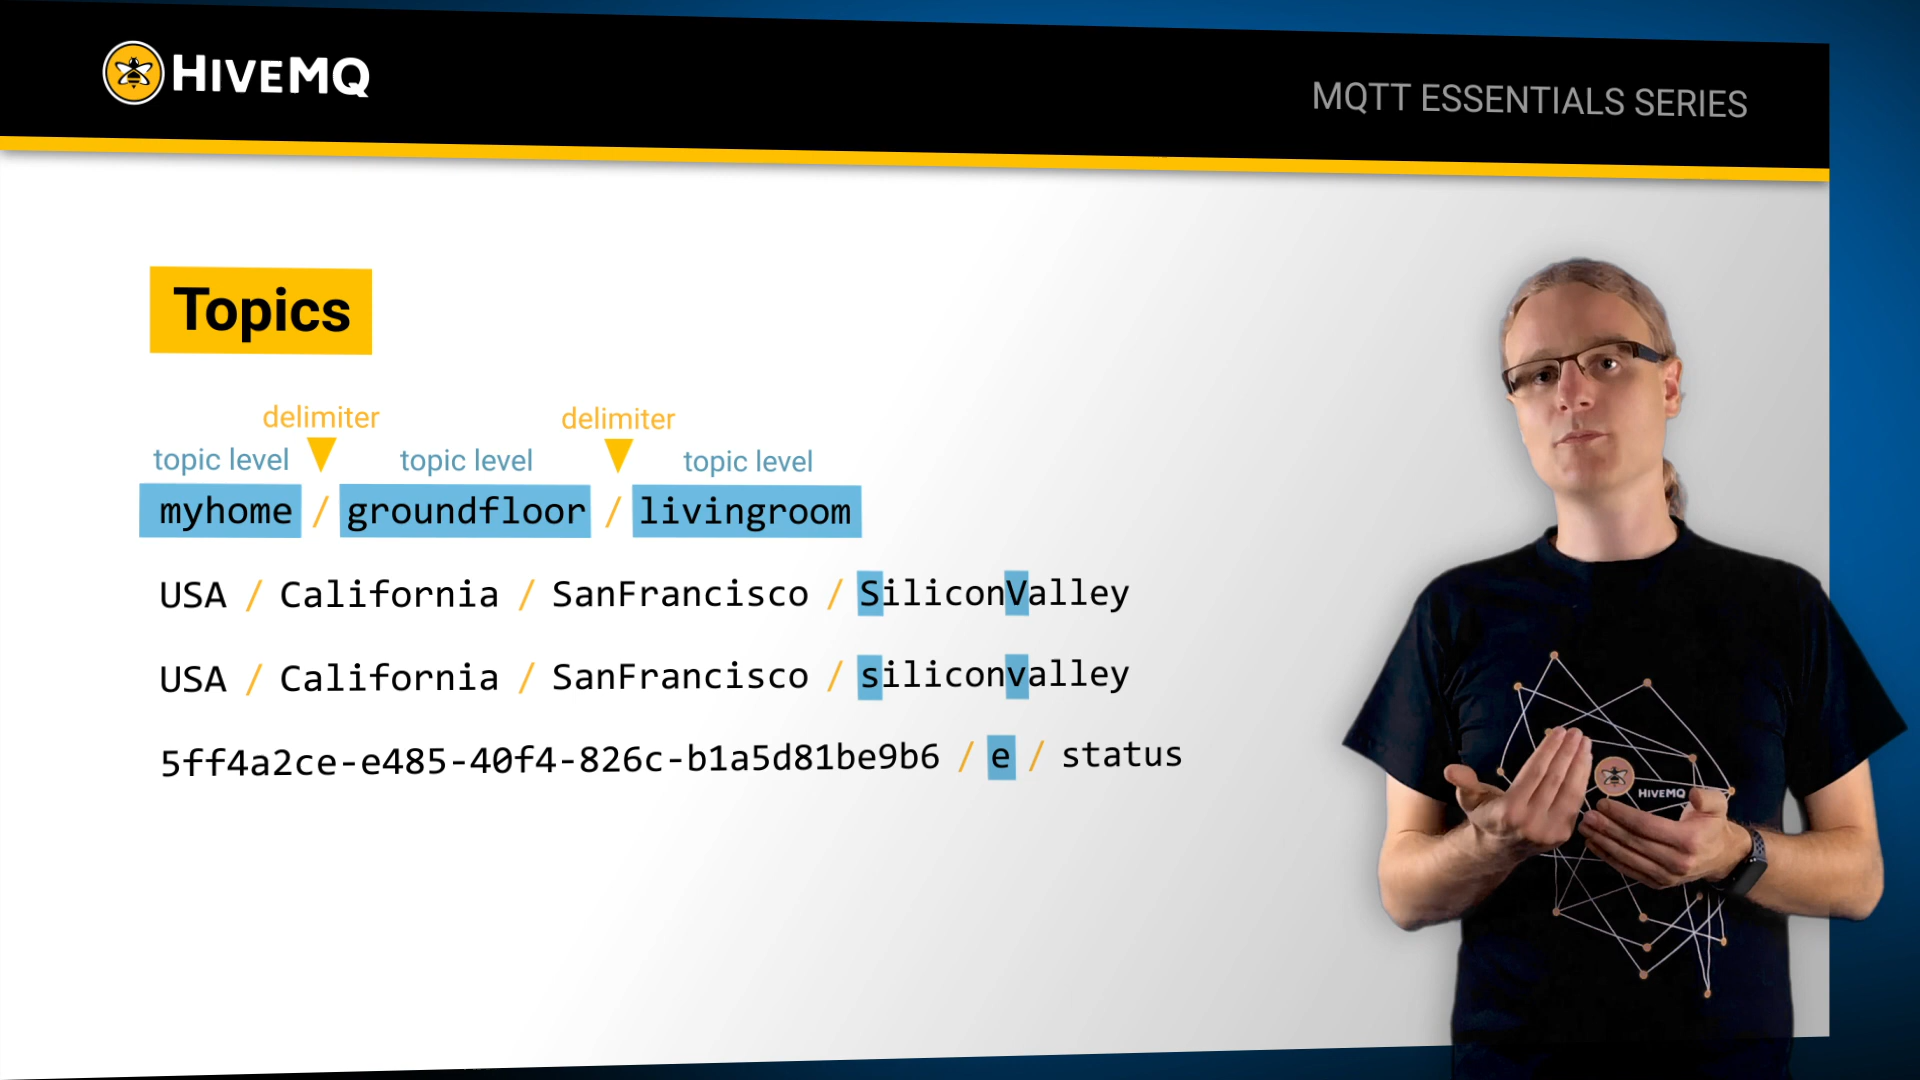 HIVEMQ
MQTT ESSENTIALS SERIES
Topics
delimiter delimiter
topic level topic level topic level
myhome / groundfloor / livingroom
USA / California / SanFrancisco / SiliconValley
USA / California / SanFrancisco / siliconvalley
5ff4a2ce-e485-40f4-826c-b1a5d81be9b6 / e / status
HIVEMQ